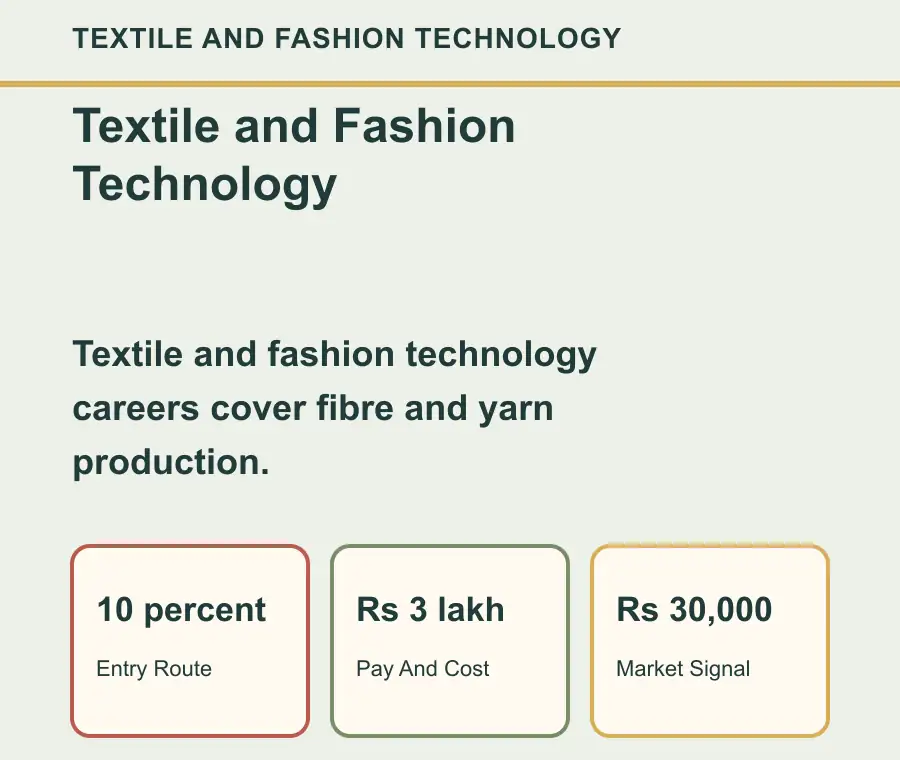 TEXTILE AND FASHION TECHNOLOGY
Textile and Fashion
Technology
Textile and fashion technology
careers cover fibre and yarn
production.
10 percent
Entry Route
Rs 3 lakh
Pay And Cost
Rs 30,000
Market Signal